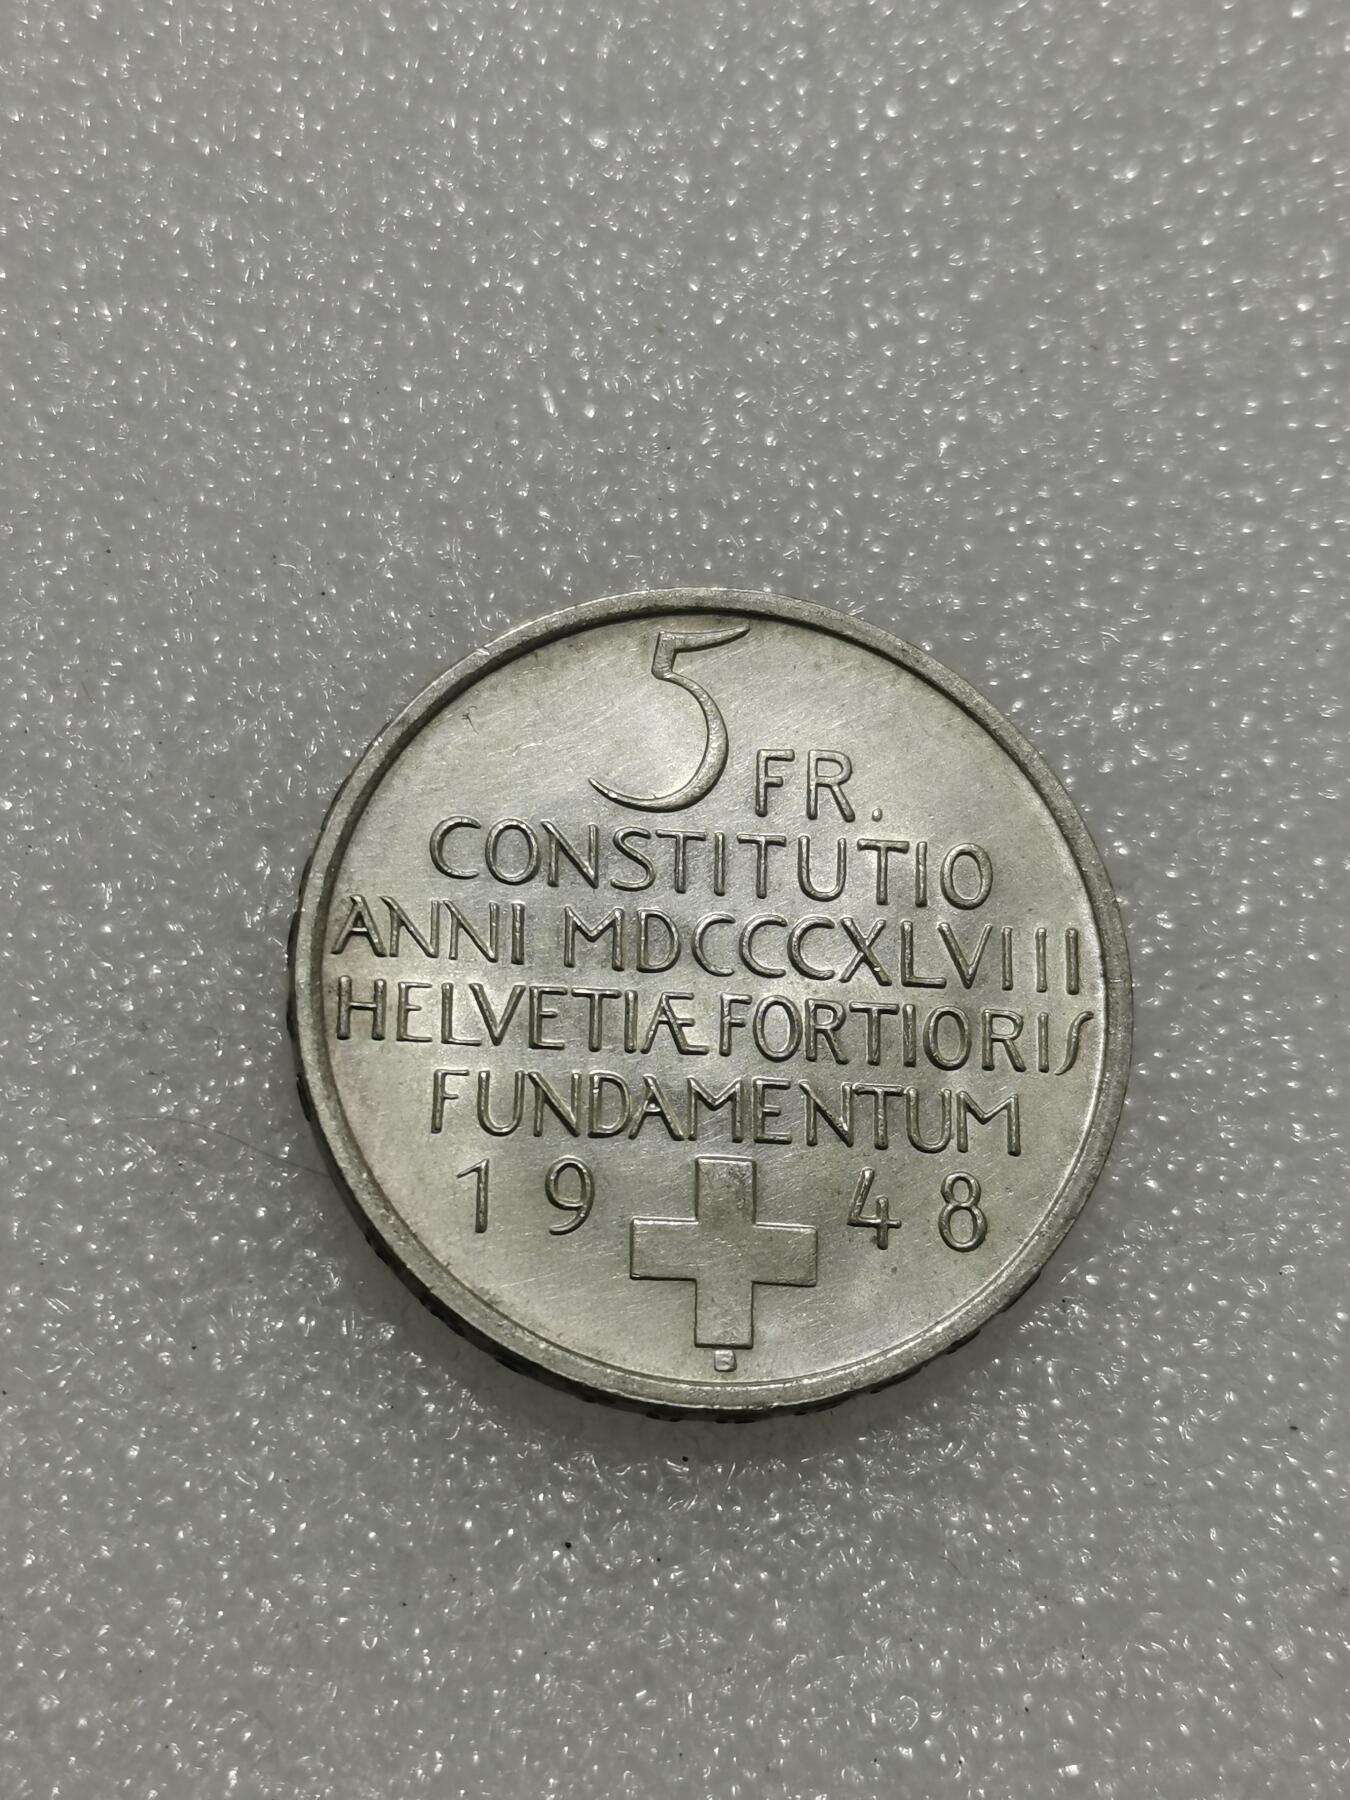 5 FR.
CONSTITUTIO
ANNI MDCCCXLVIII
HELVETIÆ FORTIORIS
FUNDAMENTUM
19 48
B